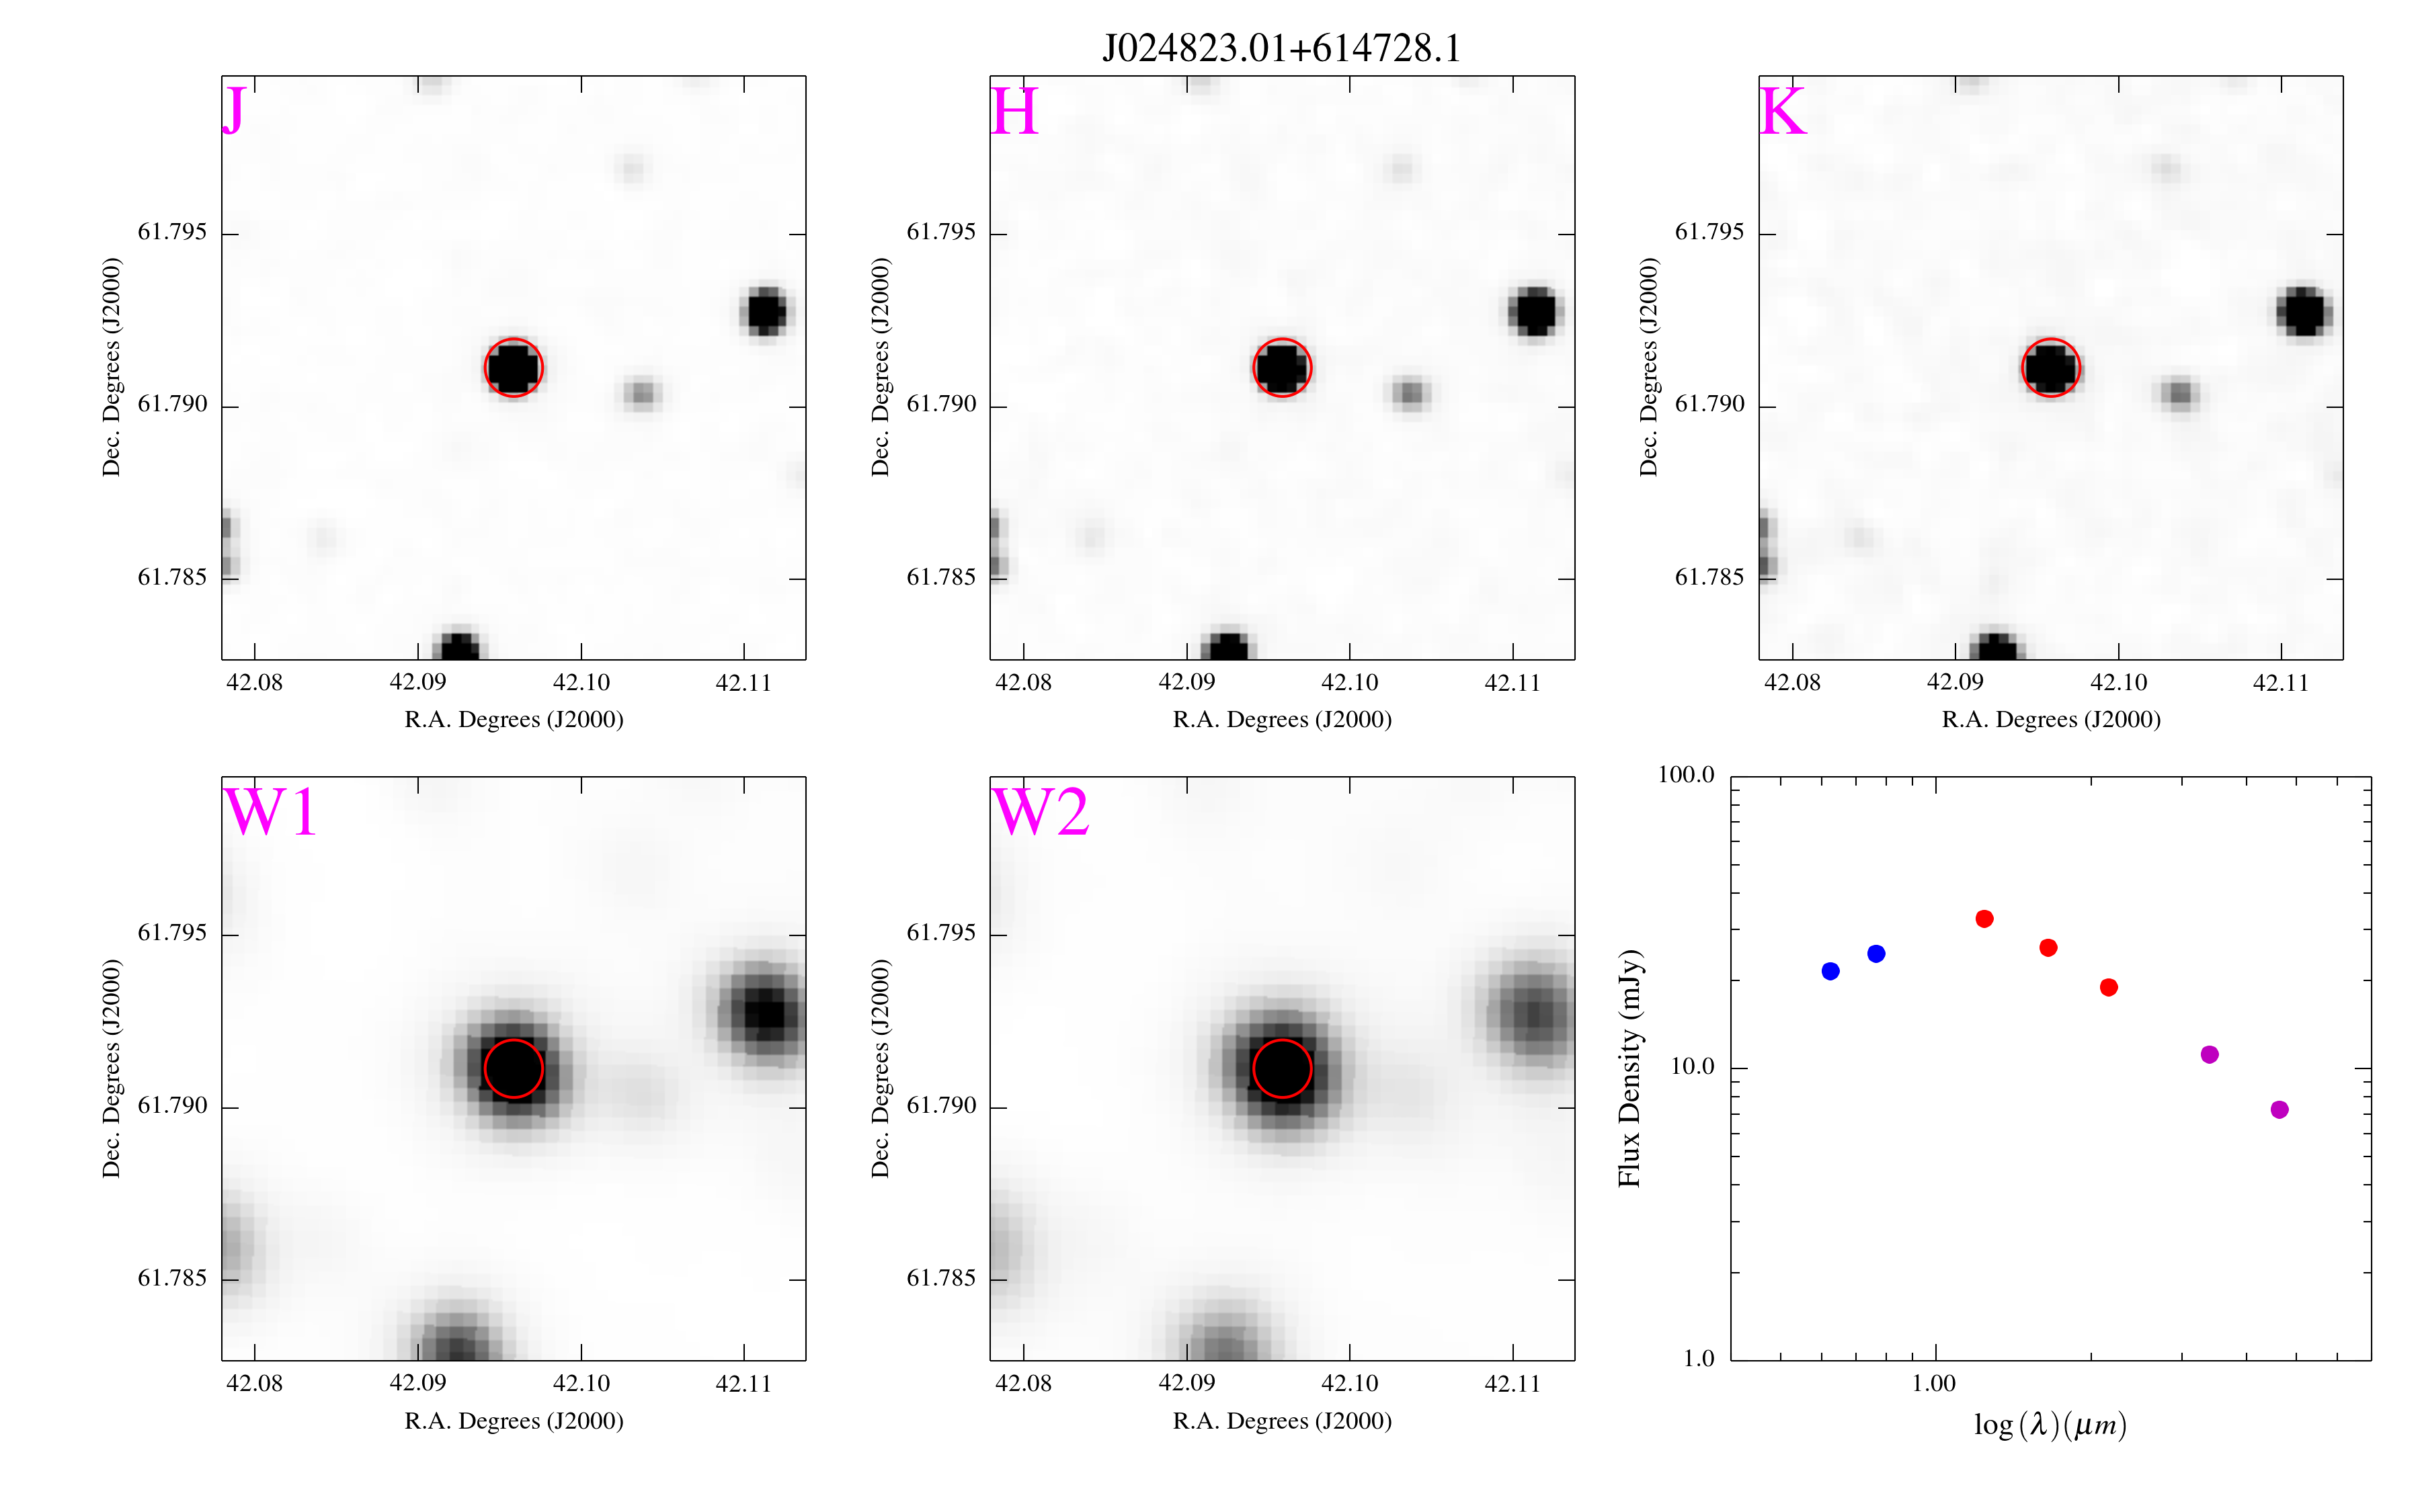 J024823.01+614728.1
J
Dec. Degrees (J2000)
61.795
61.790
61.785
42.08 42.09 42.10 42.11
R.A. Degrees (J2000)
H
Dec. Degrees (J2000)
61.795
61.790
61.785
42.08 42.09 42.10 42.11
R.A. Degrees (J2000)
K
Dec. Degrees (J2000)
61.795
61.790
61.785
42.08 42.09 42.10 42.11
R.A. Degrees (J2000)
W1
Dec. Degrees (J2000)
61.795
61.790
61.785
42.08 42.09 42.10 42.11
R.A. Degrees (J2000)
W2
Dec. Degrees (J2000)
61.795
61.790
61.785
42.08 42.09 42.10 42.11
R.A. Degrees (J2000)
Flux Density (mJy)
100.0
10.0
1.0
1.00
log(λ)(μm)